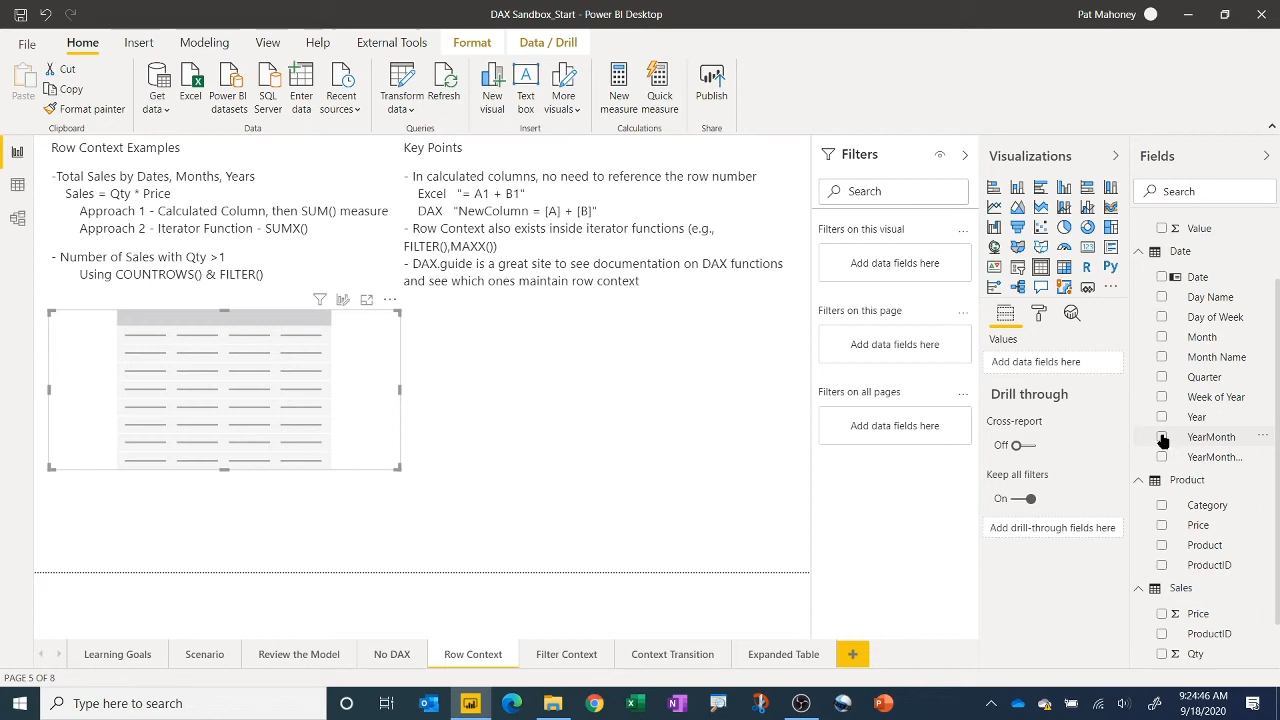 DAX Sandbox_Start - Power BI Desktop
Pat Mahoney
File Home Insert Modeling View Help External Tools Format Data / Drill
Paste Cut Copy Format painter
Get data Excel Power BI datasets SQL Server Enter data Recent sources
Transform data Refresh
New visual Text box More visuals
New measure Quick measure
Publish
Clipboard Data Queries Insert Calculations Share
Row Context Examples
-Total Sales by Dates, Months, Years
Sales = Qty * Price
Approach 1 - Calculated Column, then SUM() measure
Approach 2 - Iterator Function - SUMX()
- Number of Sales with Qty >1
Using COUNTROWS() & FILTER()
Key Points
- In calculated columns, no need to reference the row number
Excel "= A1 + B1"
DAX "NewColumn = [A] + [B]"
- Row Context also exists inside iterator functions (e.g.,
FILTER(),MAXX())
- DAX.guide is a great site to see documentation on DAX functions
and see which ones maintain row context
Filters
Search
Filters on this visual ...
Add data fields here
Filters on this page ...
Add data fields here
Filters on all pages ...
Add data fields here
Visualizations
R Py
...
Values
Add data fields here
Drill through
Cross-report
Off
Keep all filters
On
Add drill-through fields here
Fields
Search
Value
Date
Date
Day Name
Day of Week
Month
Month Name
Quarter
Week of Year
Year
YearMonth ...
YearMonth...
Product
Category
Price
Product
ProductID
Sales
Σ Price
ProductID
Σ Qty
Learning Goals Scenario Review the Model No DAX Row Context Filter Context Context Transition Expanded Table +
PAGE 5 OF 8
Type here to search
9:24:46 AM
9/18/2020